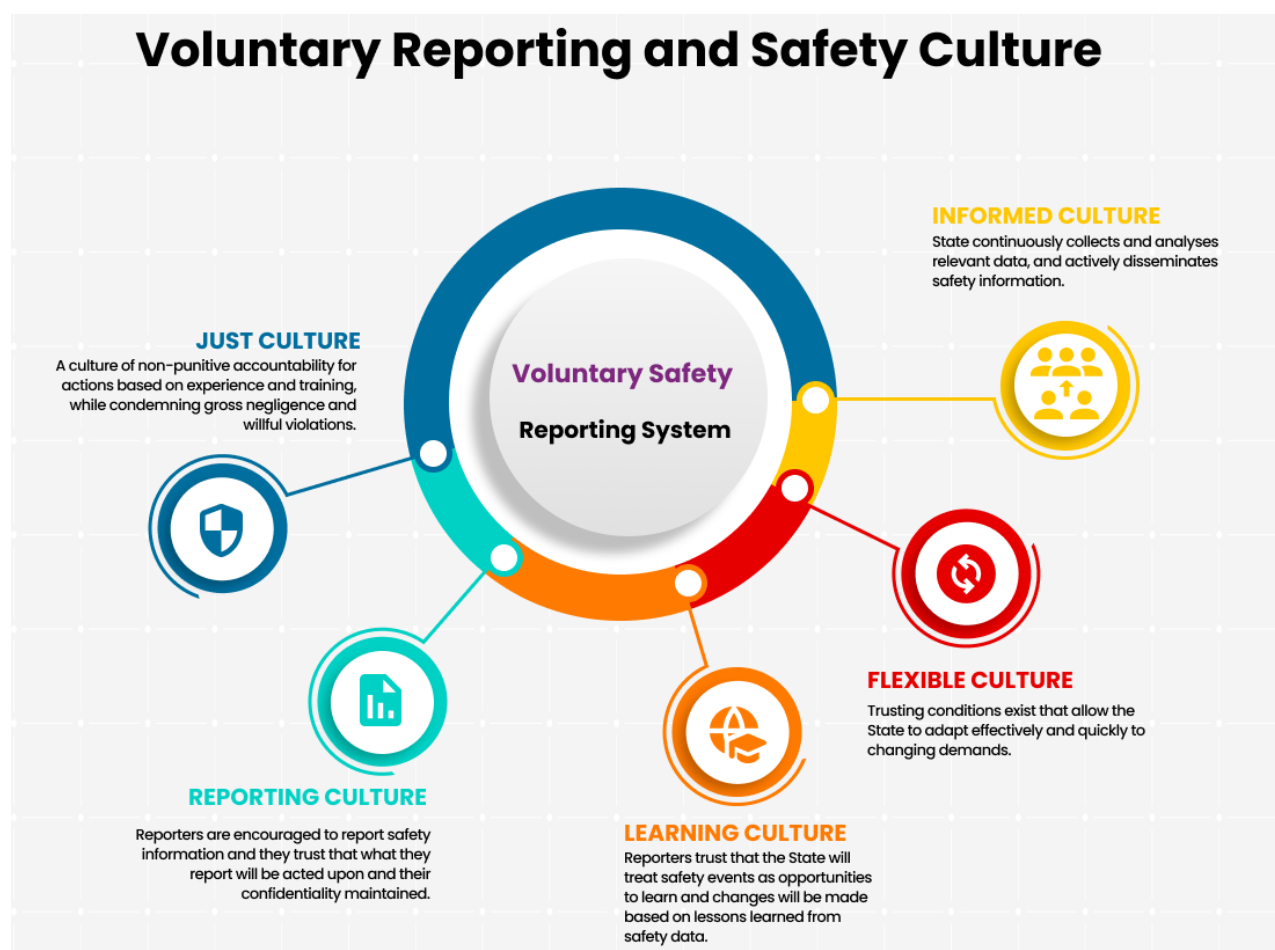 Voluntary Reporting and Safety Culture
INFORMED CULTURE
State continuously collects and analyses
relevant data, and actively disseminates
safety information.
JUST CULTURE
A culture of non-punitive accountability for
actions based on experience and training,
while condemning gross negligence and
willful violations.
Voluntary Safety
Reporting System
FLEXIBLE CULTURE
Trusting conditions exist that allow the
State to adapt effectively and quickly to
changing demands.
REPORTING CULTURE
Reporters are encouraged to report safety
information and they trust that what they
report will be acted upon and their
confidentiality maintained.
LEARNING CULTURE
Reporters trust that the State will
treat safety events as opportunities
to learn and changes will be made
based on lessons learned from
safety data.